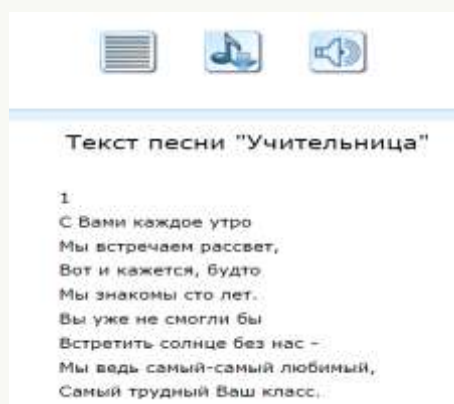 Текст песни "Учительница"
1
С Вами каждое утро
Мы встречаем рассвет,
Вот и кажется, будто
Мы знакомы сто лет.
Вы уже не смогли бы
Встретить солнце без нас –
Мы ведь самый-самый любимый,
Самый трудный Ваш класс.